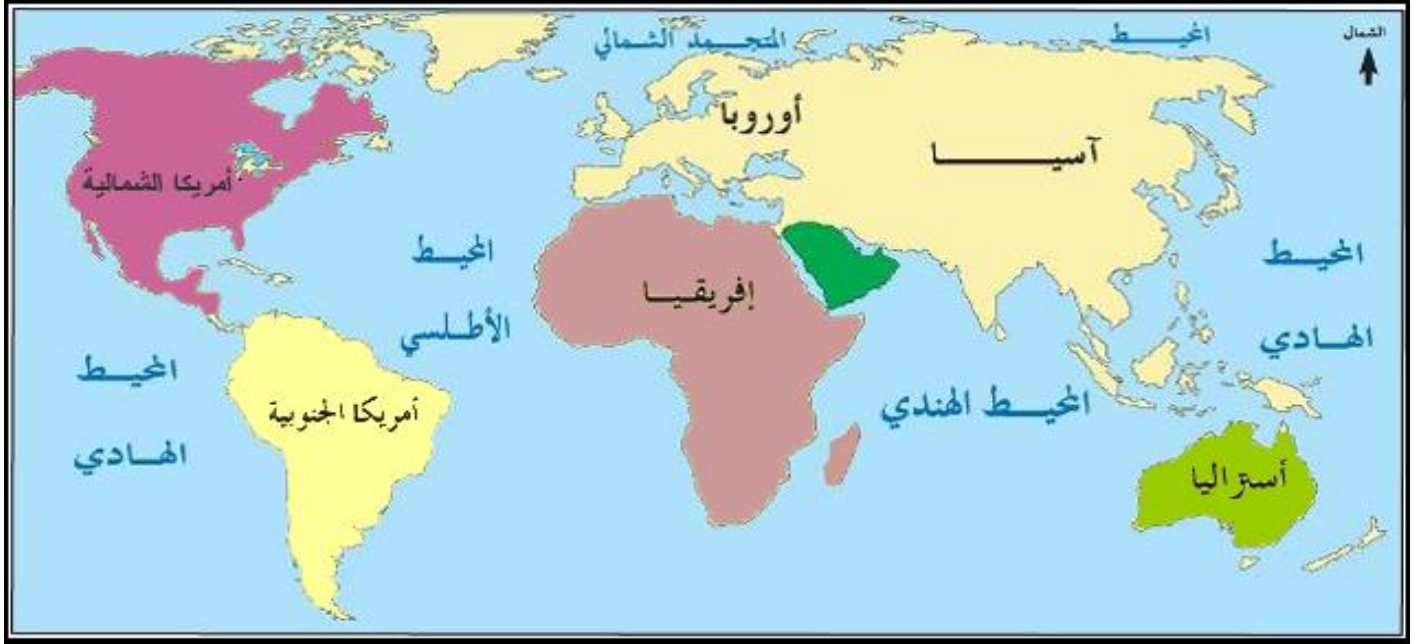 المحيط
المتجمد الشمالي
الشمال
أوروبا
آسيا
أمريكا الشمالية
المحيط
الأطلسي
المحيط
الهادي
إفريقيا
المحيط
الهادي
المحيط الهندي
أمريكا الجنوبية
أستراليا